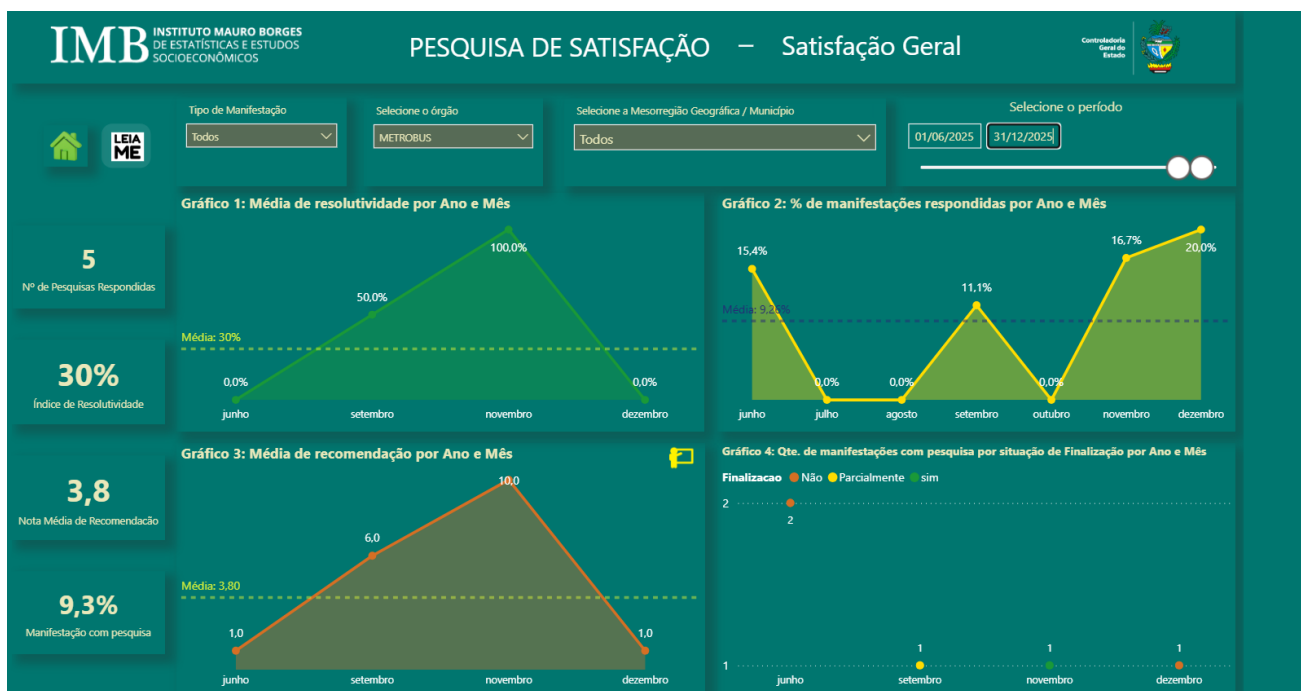 IMB INSTITUTO MAURO BORGES
DE ESTATÍSTICAS E ESTUDOS
SOCIOECONÔMICOS
PESQUISA DE SATISFAÇÃO – Satisfação Geral
Controladoria
Geral do
Estado
Tipo de Manifestação
Todos
Selecione o órgão
METROBUS
Selecione a Mesorregião Geográfica / Município
Todos
Selecione o período
01/06/2025 31/12/2025
LEIA
ME
5
Nº de Pesquisas Respondidas
30%
Índice de Resolutividade
3,8
Nota Média de Recomendacão
9,3%
Manifestação com pesquisa
Gráfico 1: Média de resolutividade por Ano e Mês
100,0%
50,0%
Média: 30%
0,0% 0,0%
junho setembro novembro dezembro
Gráfico 2: % de manifestações respondidas por Ano e Mês
15,4% 16,7% 20,0%
11,1%
Média: 9,26%
0,0% 0,0% 0,0%
junho julho agosto setembro outubro novembro dezembro
Gráfico 3: Média de recomendação por Ano e Mês
10,0
6,0
Média: 3,80
1,0 1,0
junho setembro novembro dezembro
Gráfico 4: Qte. de manifestações com pesquisa por situação de Finalização por Ano e Mês
Finalizacao Não Parcialmente sim
2
2
1 1 1
1
junho setembro novembro dezembro